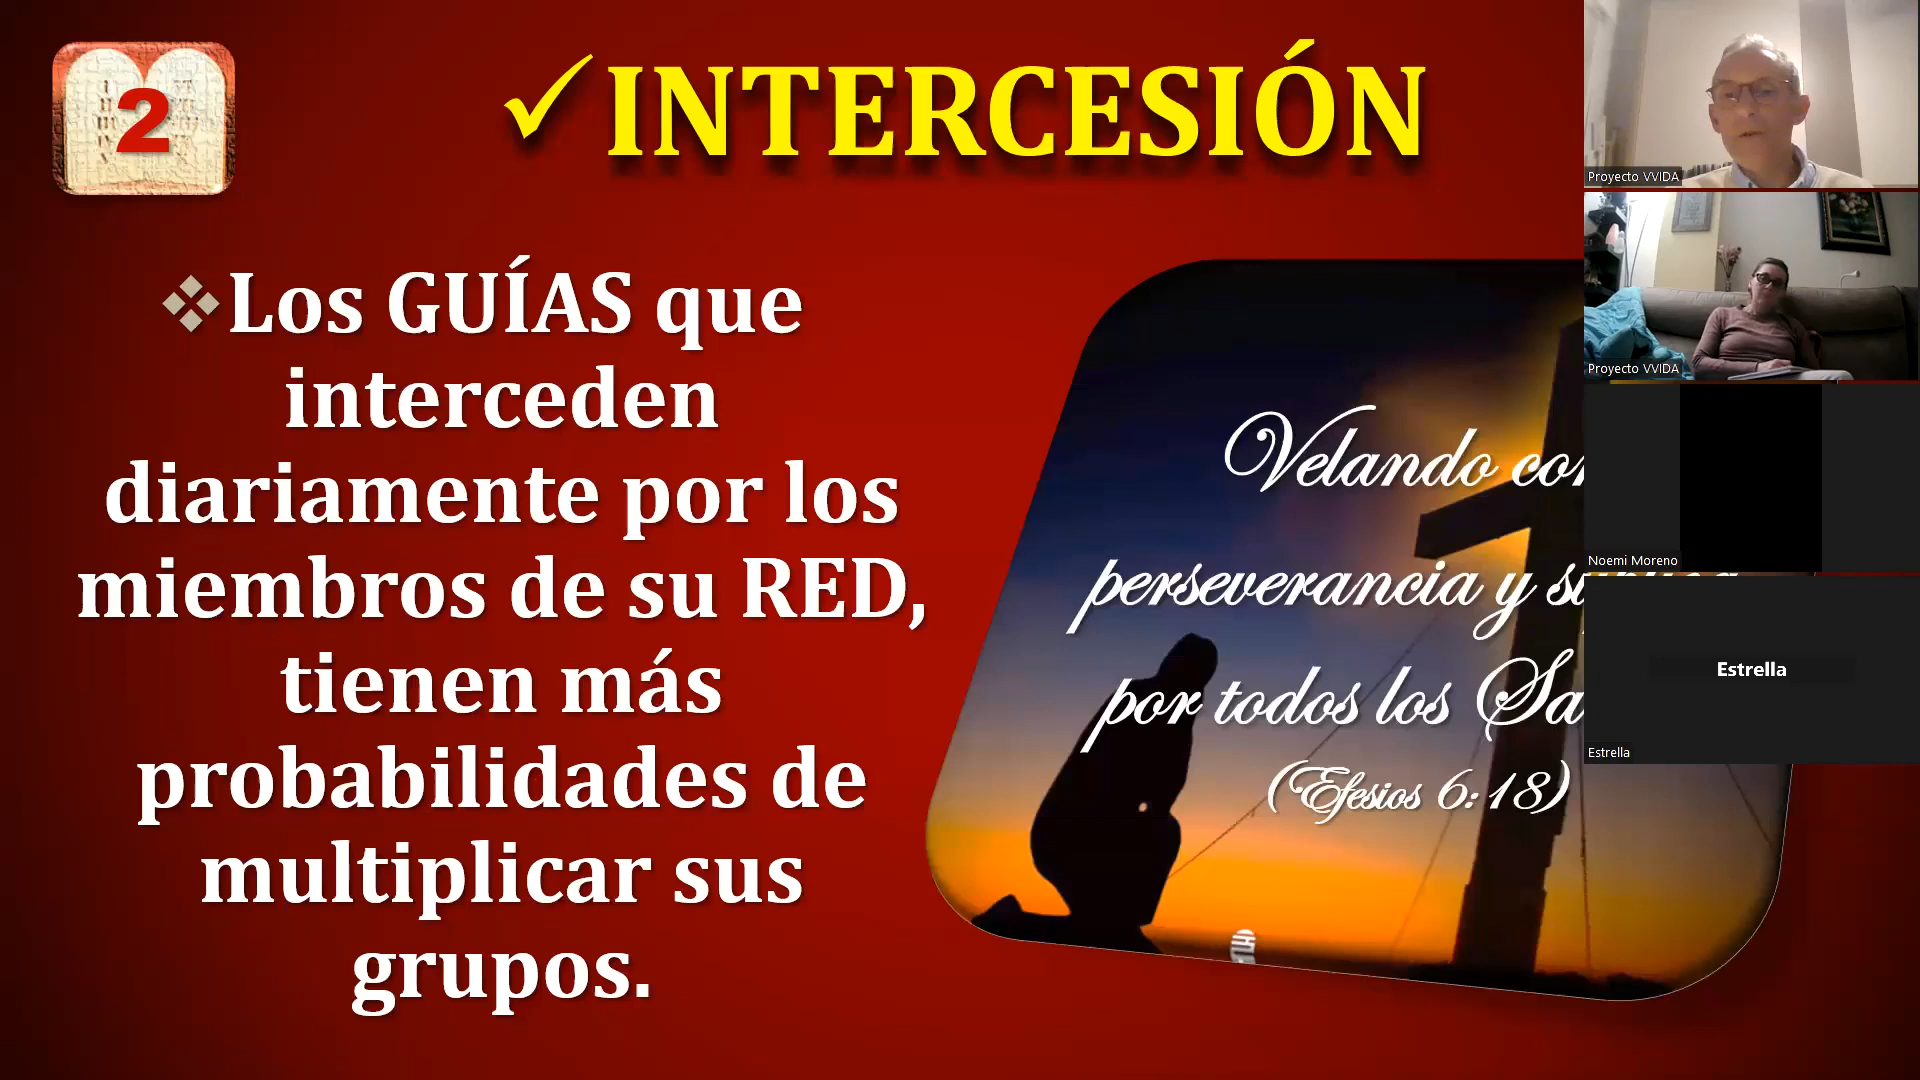 2
✓INTERCESIÓN
❖Los GUÍAS que
interceden
diariamente por los
miembros de su RED,
tienen más
probabilidades de
multiplicar sus
grupos.
Velando
perseverancia y
por todos los
(Efesios 6:18)
Proyecto VVIDA
Proyecto VVIDA
Noemi Moreno
Estrella
Estrella